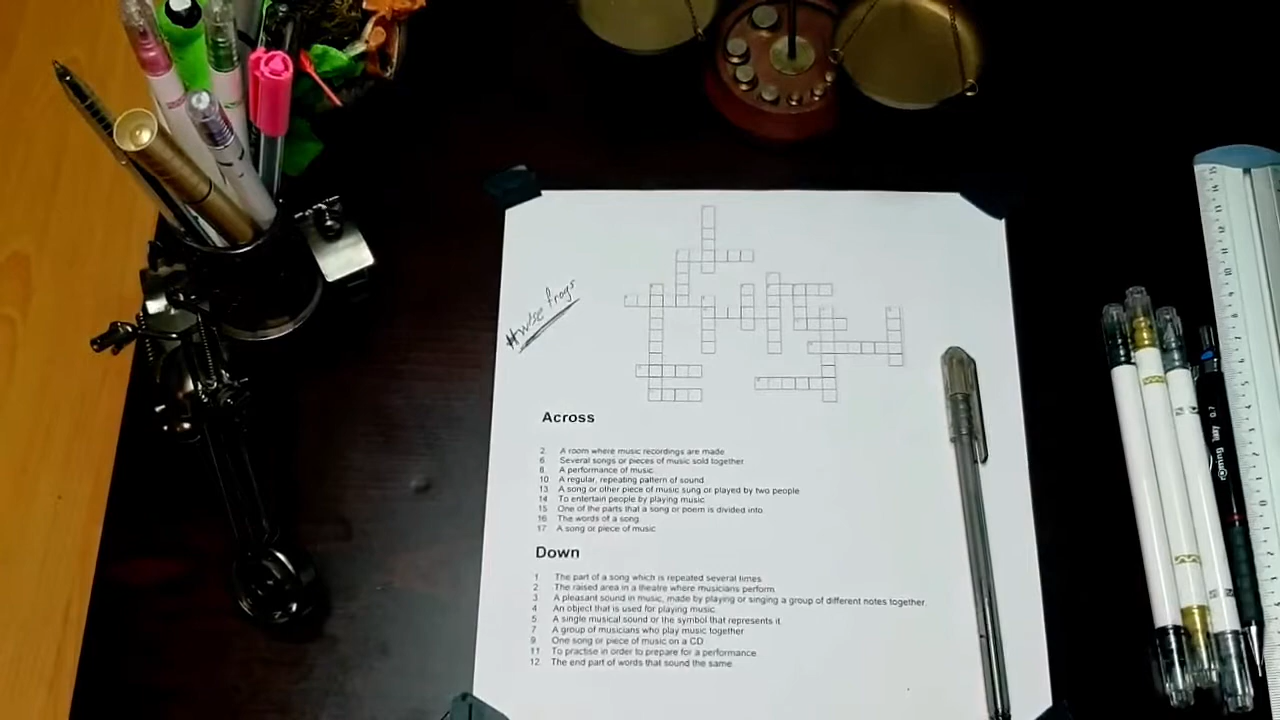 #wise frogs
Across
2 A room where music recordings are made
6 Several songs or pieces of music sold together
8 A performance of music
10 A regular, repeating pattern of sound
13 A song or other piece of music sung or played by two people
14 To entertain people by playing music
15 One of the parts that a song or poem is divided into
16 The words of a song
17 A song or piece of music
Down
1 The part of a song which is repeated several times
2 The raised area in a theatre where musicians perform
3 A pleasant sound in music, made by playing or singing a group of different notes together
4 An object that is used for playing music
5 A single musical sound or the symbol that represents it
7 A group of musicians who play music together
9 One song or piece of music on a CD
11 To practise in order to prepare for a performance
12 The end part of words that sound the same
0.7